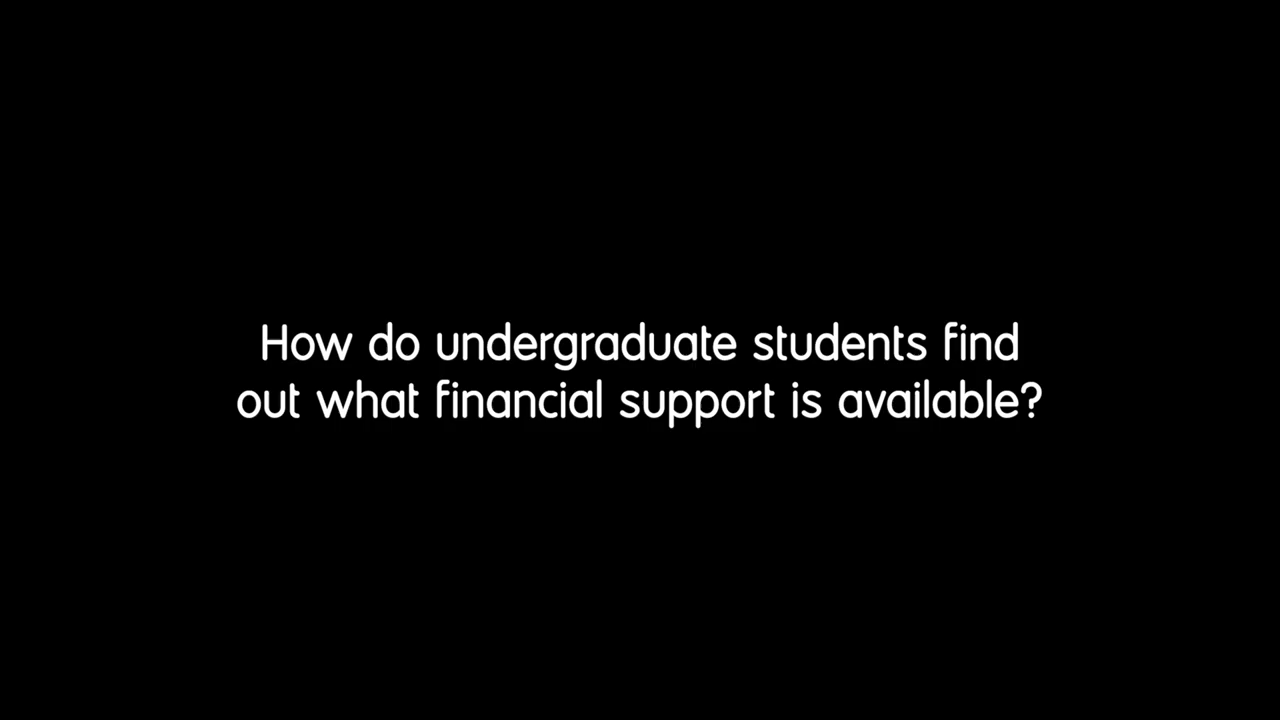 How do undergraduate students find
out what financial support is available?